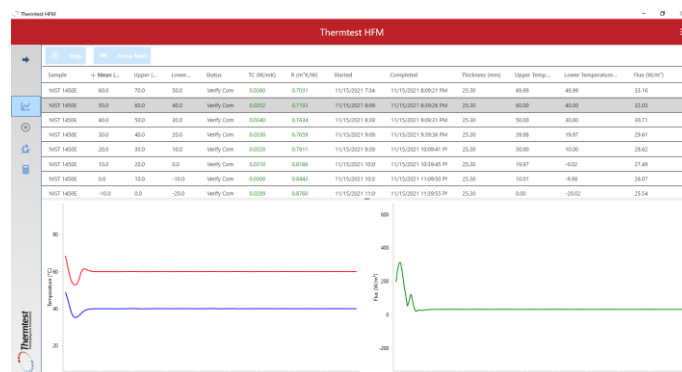 Thermtest HFM
Thermtest HFM
Stop
Sample Mean (... Upper (... Lower... Status TC (W/mK) R (m²K/W) Started Completed Thickness (mm) Upper Temp... Lower Temperature... Flux (W/m²)
NIST 1450E 60.0 70.0 50.0 Verify Com 0.0360 0.7031 11/15/2021 7:34 11/15/2021 8:09:21 PM 25.30 69.99 49.99 33.16
NIST 1450E 50.0 60.0 40.0 Verify Com 0.0352 0.7193 11/15/2021 8:09 11/15/2021 8:39:26 PM 25.30 60.00 40.00 32.03
NIST 1450E 40.0 50.0 30.0 Verify Com 0.0340 0.7434 11/15/2021 8:39 11/15/2021 9:09:31 PM 25.30 50.00 30.00 30.71
NIST 1450E 30.0 40.0 20.0 Verify Com 0.0330 0.7659 11/15/2021 9:09 11/15/2021 9:39:36 PM 25.30 39.98 19.97 29.61
NIST 1450E 20.0 30.0 10.0 Verify Com 0.0320 0.7911 11/15/2021 9:39 11/15/2021 10:09:41 PM 25.30 30.00 10.00 28.62
NIST 1450E 10.0 20.0 0.0 Verify Com 0.0310 0.8166 11/15/2021 10:0 11/15/2021 10:39:45 PM 25.30 19.97 -0.02 27.49
NIST 1450E 0.0 10.0 -10.0 Verify Com 0.0300 0.8443 11/15/2021 10:3 11/15/2021 11:09:50 PM 25.30 10.01 -9.98 26.07
NIST 1450E -10.0 0.0 -20.0 Verify Com 0.0289 0.8760 11/15/2021 11:0 11/15/2021 11:39:55 PM 25.30 0.00 -20.02 25.54
80
60
40
20
Temperature (°C)
600
400
200
0
-200
Flux (W/m²)
Thermtest